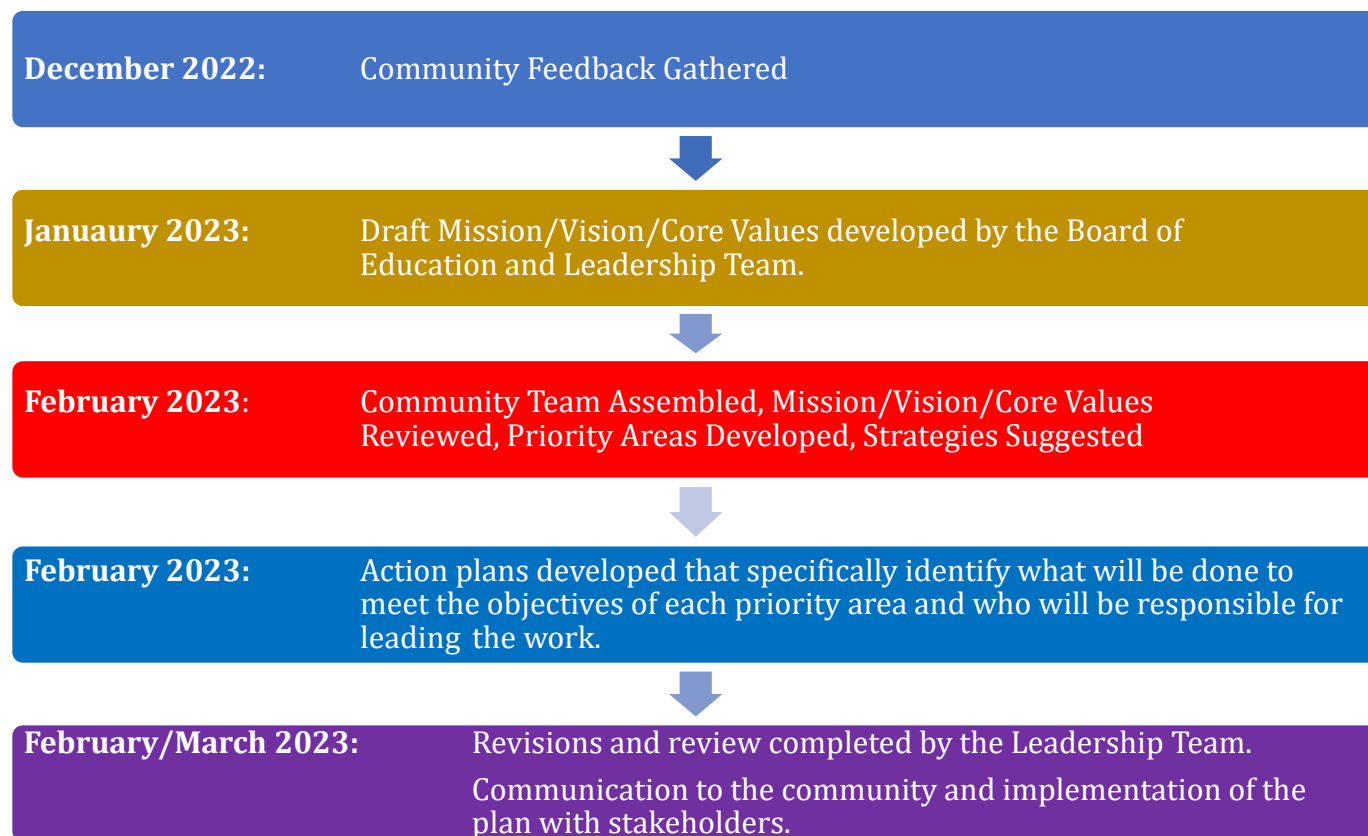 December 2022: Community Feedback Gathered
Januaury 2023: Draft Mission/Vision/Core Values developed by the Board of
Education and Leadership Team.
February 2023: Community Team Assembled, Mission/Vision/Core Values
Reviewed, Priority Areas Developed, Strategies Suggested
February 2023: Action plans developed that specifically identify what will be done to
meet the objectives of each priority area and who will be responsible for
leading the work.
February/March 2023: Revisions and review completed by the Leadership Team.
Communication to the community and implementation of the
plan with stakeholders.